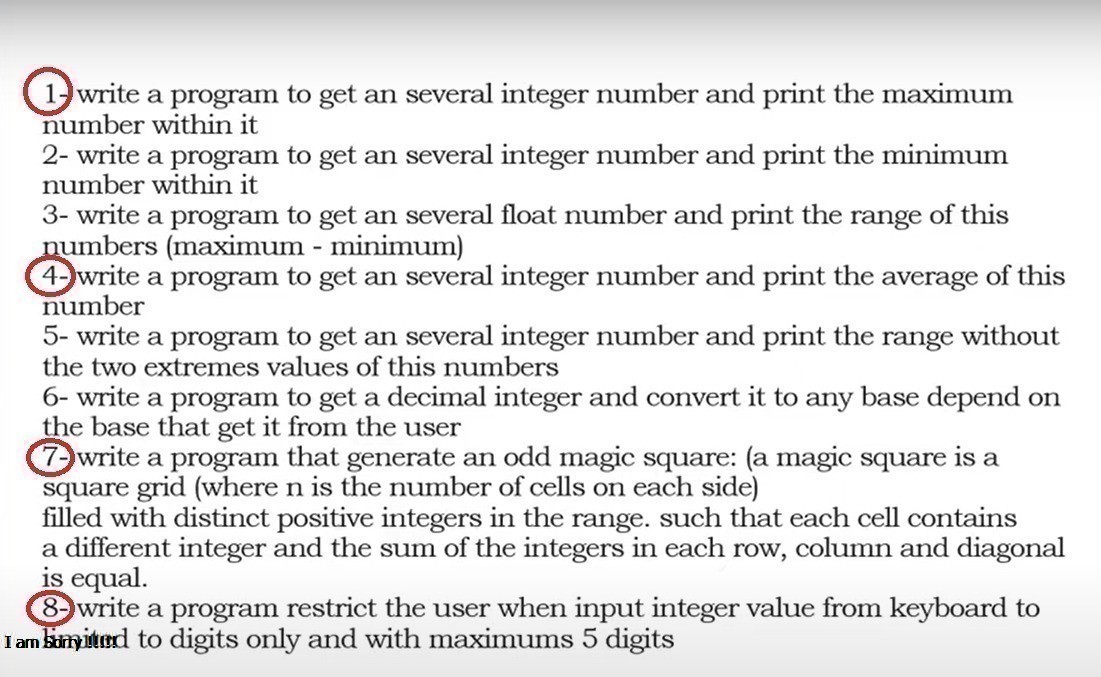 1- write a program to get an several integer number and print the maximum
number within it
2- write a program to get an several integer number and print the minimum
number within it
3- write a program to get an several float number and print the range of this
numbers (maximum - minimum)
4- write a program to get an several integer number and print the average of this
number
5- write a program to get an several integer number and print the range without
the two extremes values of this numbers
6- write a program to get a decimal integer and convert it to any base depend on
the base that get it from the user
7- write a program that generate an odd magic square: (a magic square is a
square grid (where n is the number of cells on each side)
filled with distinct positive integers in the range. such that each cell contains
a different integer and the sum of the integers in each row, column and diagonal
is equal.
8- write a program restrict the user when input integer value from keyboard to
limited to digits only and with maximums 5 digits
I am Sorry !!!!!!